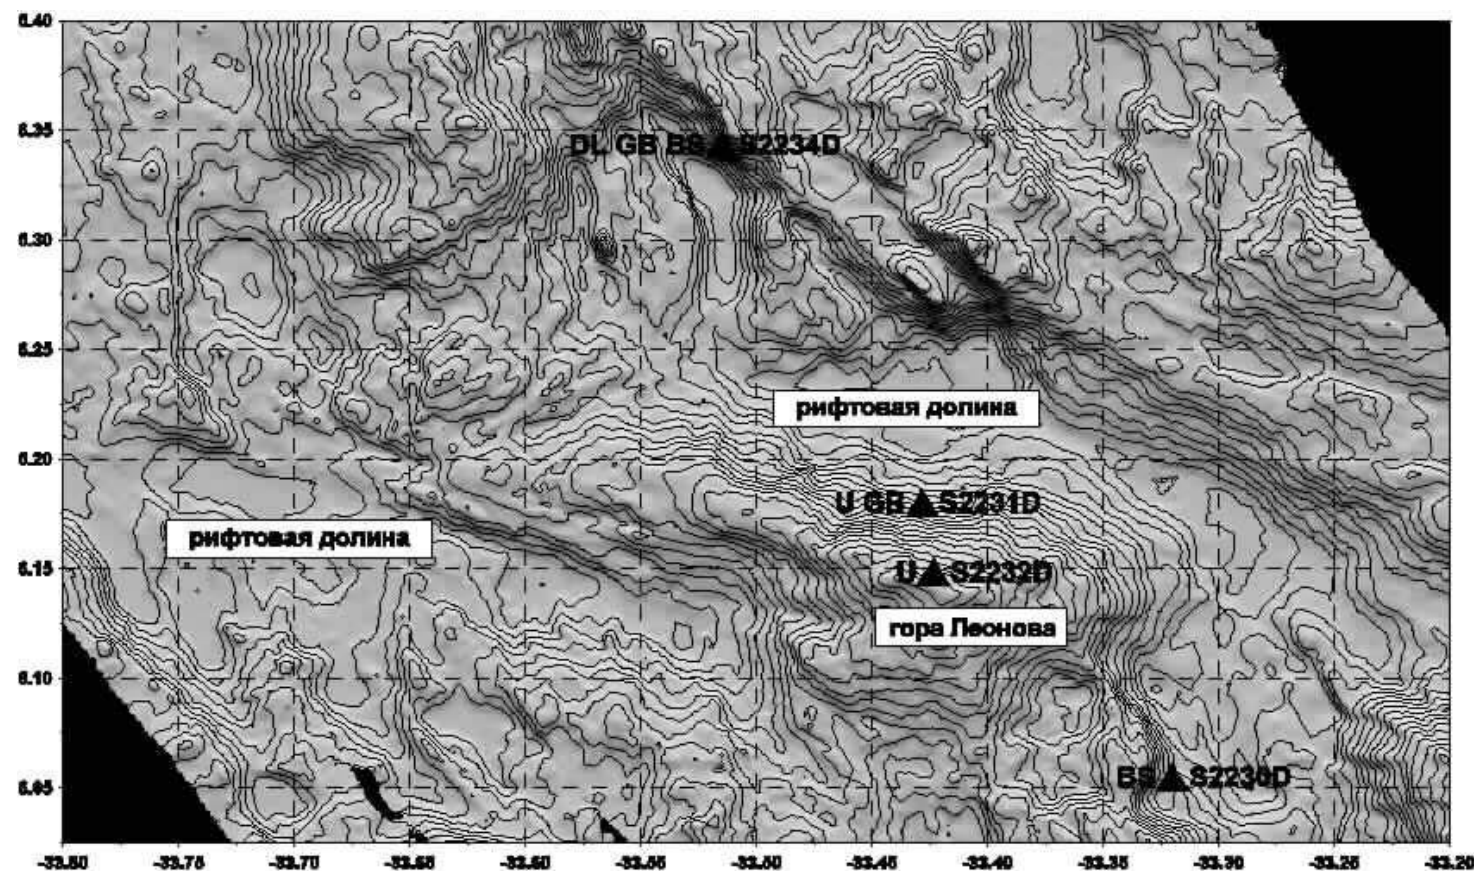 6.40
6.35
DL GB BS S2234D
6.30
6.25
рифтовая долина
6.20
U GB S2231D
рифтовая долина
6.15
U S2232D
гора Леонова
6.10
BS S2230D
6.05
-33.80 -33.75 -33.70 -33.65 -33.60 -33.55 -33.50 -33.45 -33.40 -33.35 -33.30 -33.25 -33.20